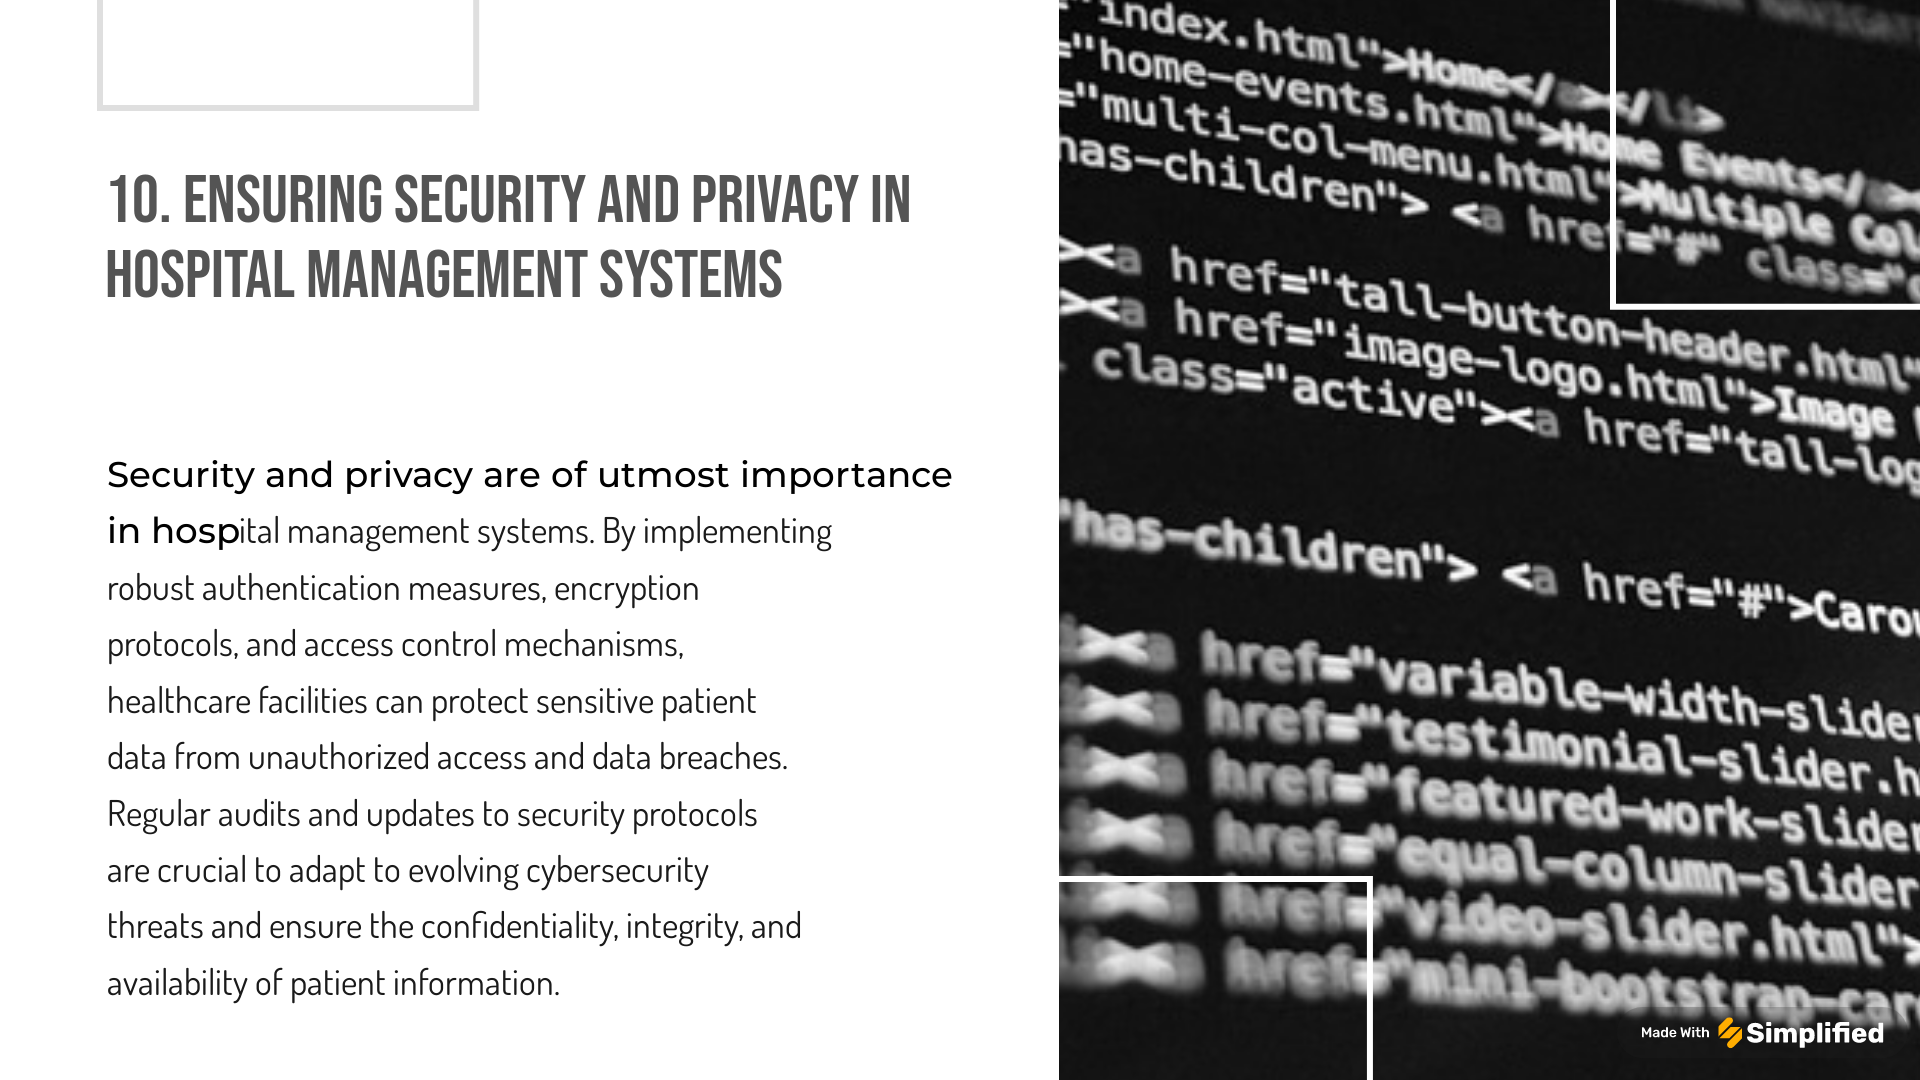 10. ENSURING SECURITY AND PRIVACY IN
HOSPITAL MANAGEMENT SYSTEMS
Security and privacy are of utmost importance
in hospital management systems. By implementing
robust authentication measures, encryption
protocols, and access control mechanisms,
healthcare facilities can protect sensitive patient
data from unauthorized access and data breaches.
Regular audits and updates to security protocols
are crucial to adapt to evolving cybersecurity
threats and ensure the confidentiality, integrity, and
availability of patient information.
"index.html">Home</a></li>
="home-events.html">Home Events</a>
="multi-col-menu.html">Multiple Col
has-children"> <a href="#" class="
><a href="tall-button-header.html"
><a href="image-logo.html">Image
class="active"><a href="tall-log
"has-children"> <a href="#">Carou
><a href="variable-width-slider
><a href="testimonial-slider.h
><a href="featured-work-slider
><a href="equal-column-slider
><a href="video-slider.html">
><a href="mini-bootstrap-car
Made With Simplified